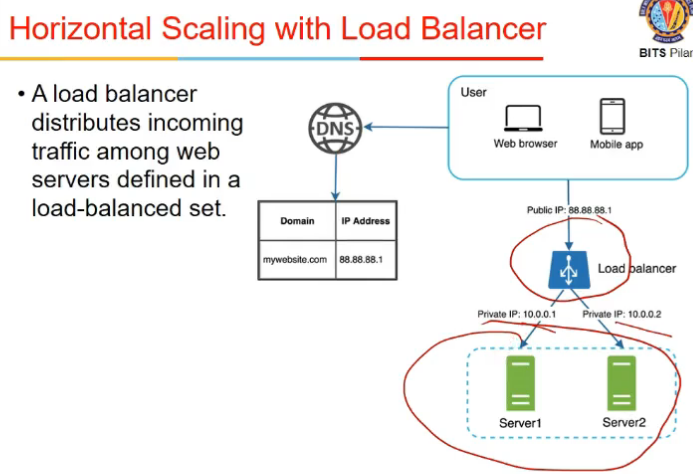 Horizontal Scaling with Load Balancer
BITS Pilar
• A load balancer
distributes incoming
traffic among web
servers defined in a
load-balanced set.
DNS
User
Web browser
Mobile app
Domain
IP Address
mywebsite.com
88.88.88.1
Public IP: 88.88.88.1
Load balancer
Private IP: 10.0.0.1
Private IP: 10.0.0.2
Server1
Server2